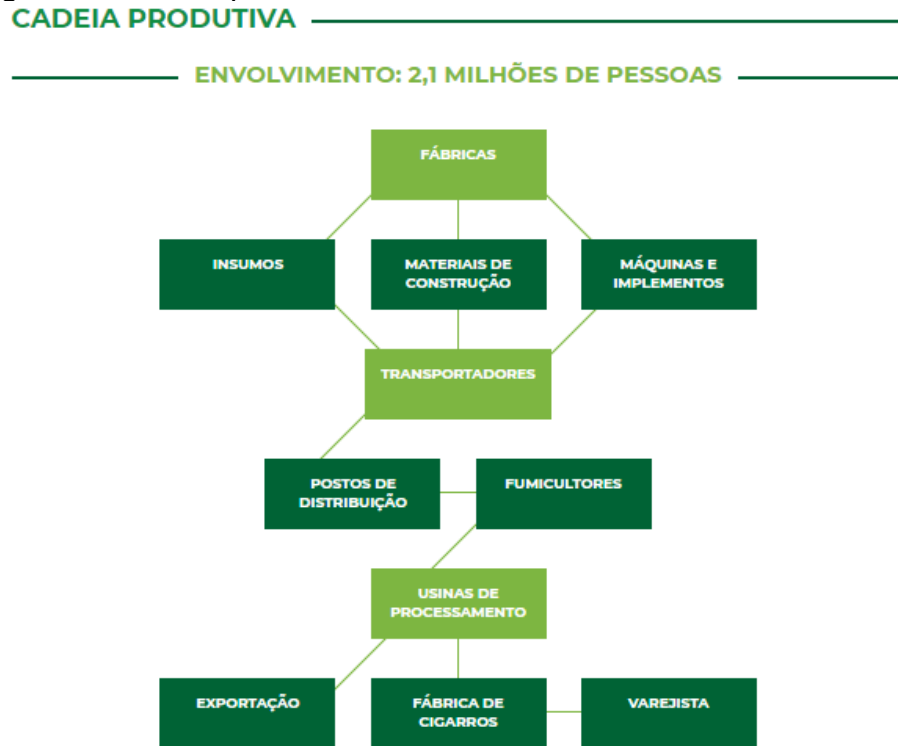 CADEIA PRODUTIVA
ENVOLVIMENTO: 2,1 MILHÕES DE PESSOAS
FÁBRICAS
INSUMOS
MATERIAIS DE
CONSTRUÇÃO
MÁQUINAS E
IMPLEMENTOS
TRANSPORTADORES
POSTOS DE
DISTRIBUIÇÃO
FUMICULTORES
USINAS DE
PROCESSAMENTO
EXPORTAÇÃO
FÁBRICA DE
CIGARROS
VAREJISTA